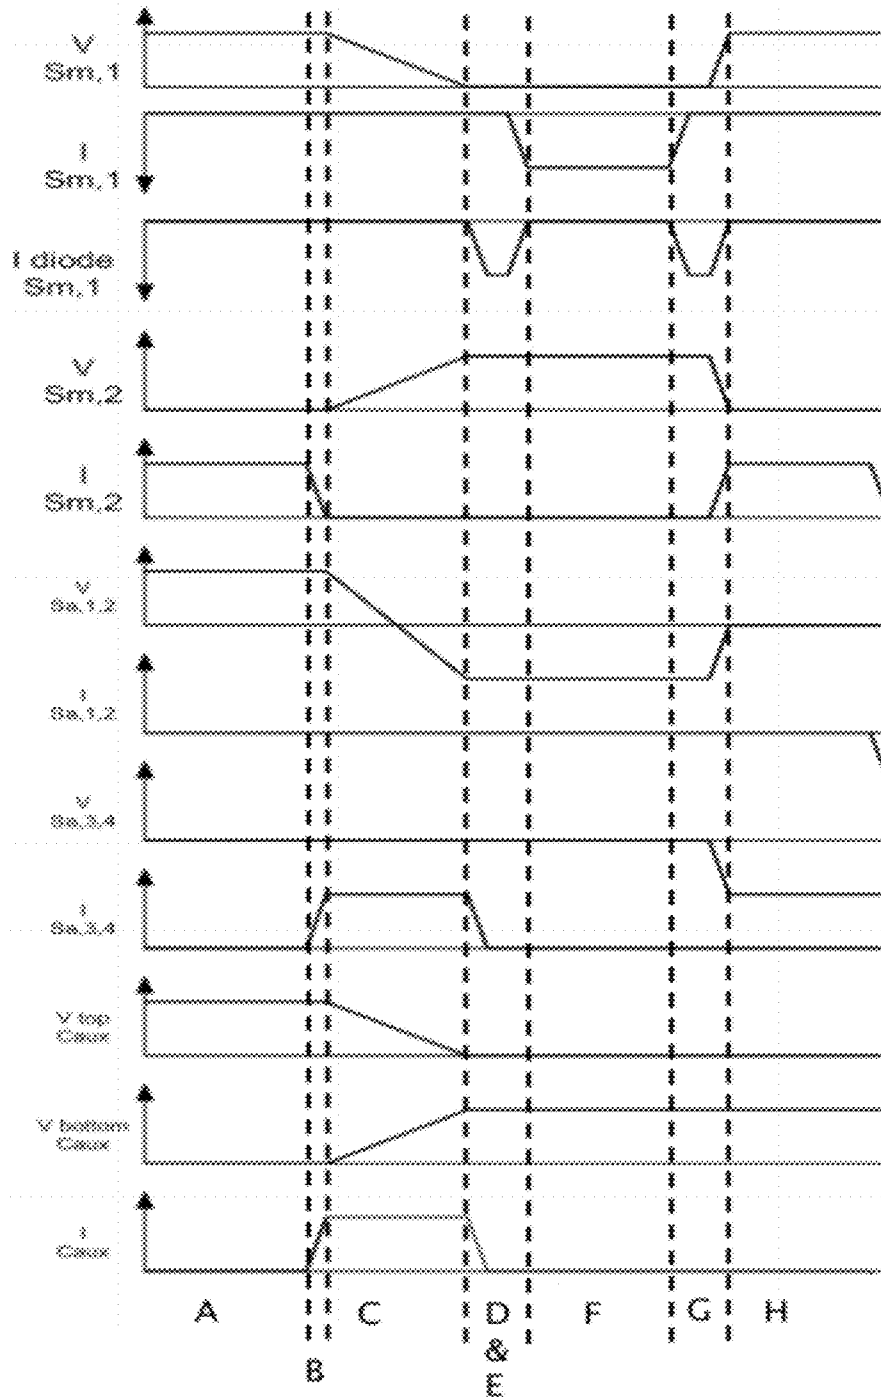 V
Sm,1
I
Sm,1
I diode
Sm,1
V
Sm,2
I
Sm,2
V
Sa,1,2
I
Sa,1,2
V
Sa,3,4
I
Sa,3,4
V top
Caux
V bottom
Caux
I
Caux
A
B
C
D
&
E
F
G
H